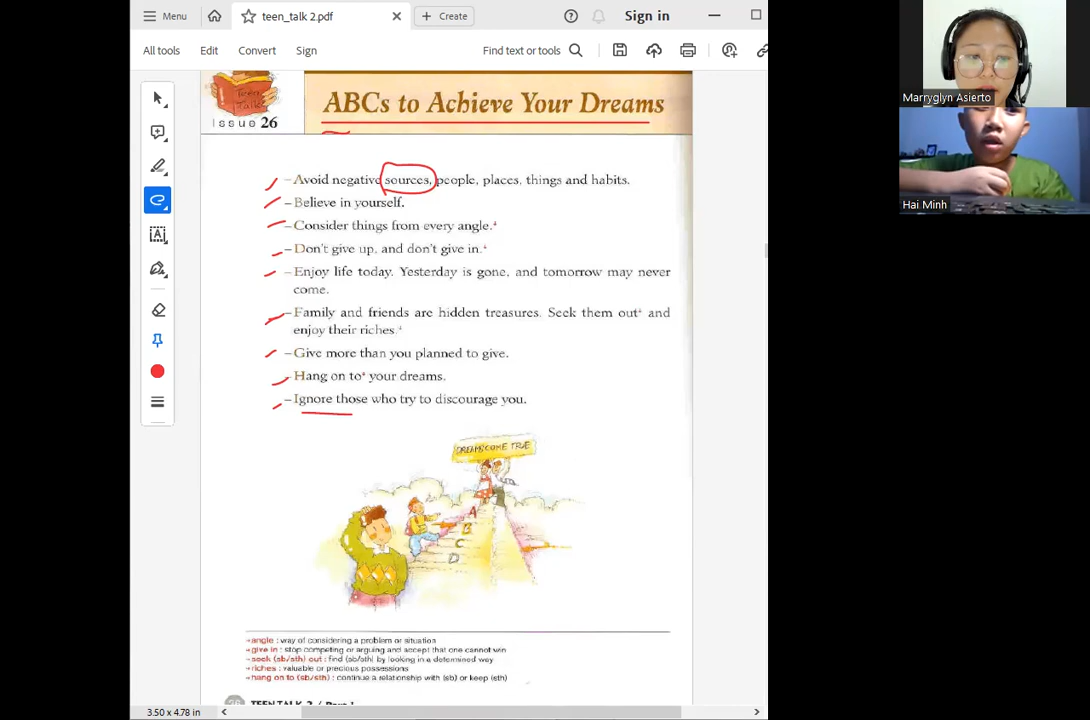 Menu
teen_talk 2.pdf
Create
Sign in
All tools
Edit
Convert
Sign
Find text or tools
Teen
Talk
Issue 26
ABCs to Achieve Your Dreams
– Avoid negative sources, people, places, things and habits.
– Believe in yourself.
– Consider things from every angle.
– Don't give up, and don't give in.
– Enjoy life today. Yesterday is gone, and tomorrow may never
come.
– Family and friends are hidden treasures. Seek them out and
enjoy their riches.
– Give more than you planned to give.
– Hang on to your dreams.
– Ignore those who try to discourage you.
DREAMS COME TRUE
A
B
C
D
angle : way of considering a problem or situation
give in : stop competing or arguing and accept that one cannot win
seek (sb/sth) out : find (sb/sth) by looking in a determined way
riches : valuable or precious possessions
hang on to (sb/sth) : continue a relationship with (sb) or keep (sth)
TEEN TALK 2 / Part 1
3.50 x 4.78 in
Marryglyn Asierto
Hai Minh